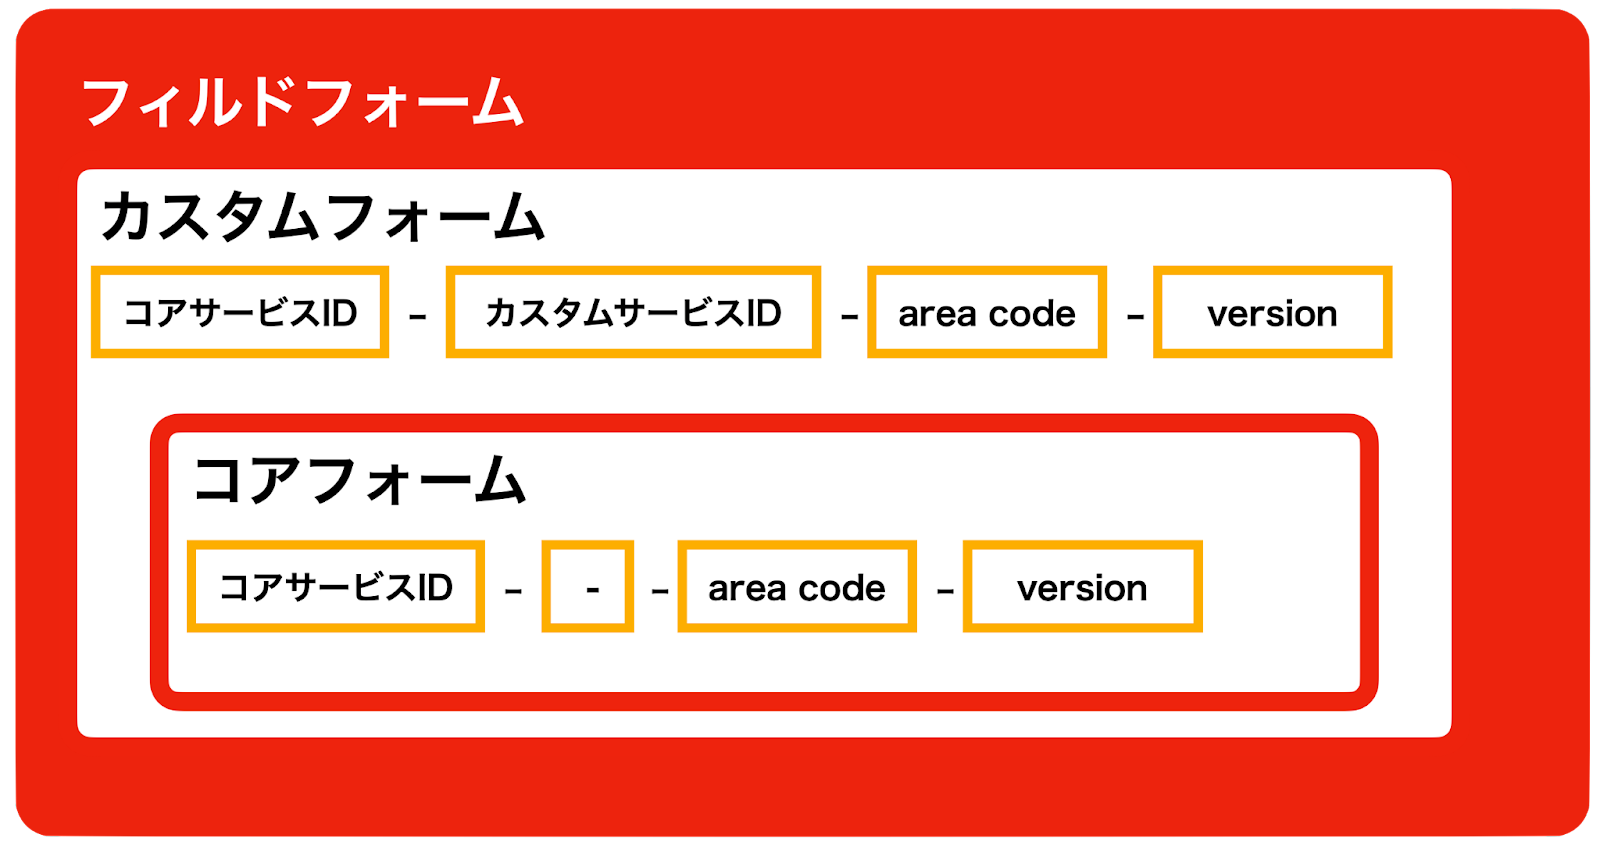 フィルドフォーム
カスタムフォーム
コアサービスID - カスタムサービスID - area code - version
コアフォーム
コアサービスID - - - area code - version